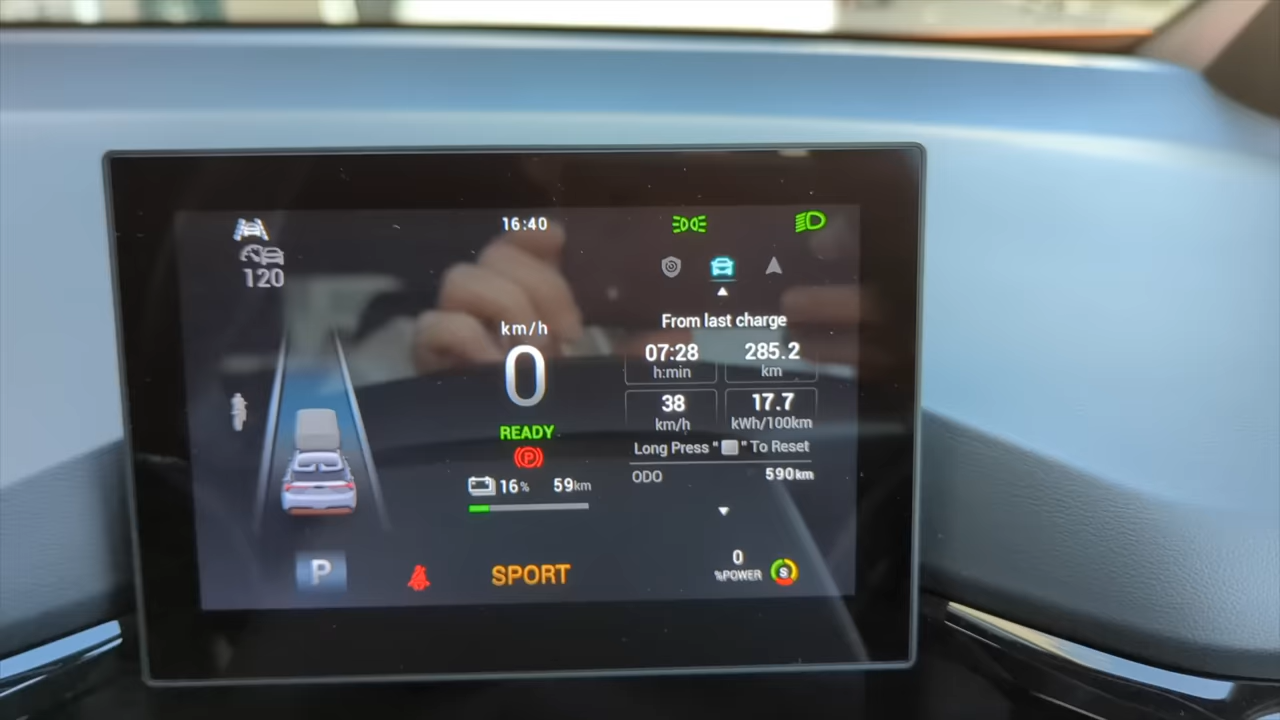 16:40
120
km/h
0
READY
P
16% 59km
P
SPORT
From last charge
07:28 285.2
h:min km
38 17.7
km/h kWh/100km
Long Press " " To Reset
ODO 590km
0
%POWER S